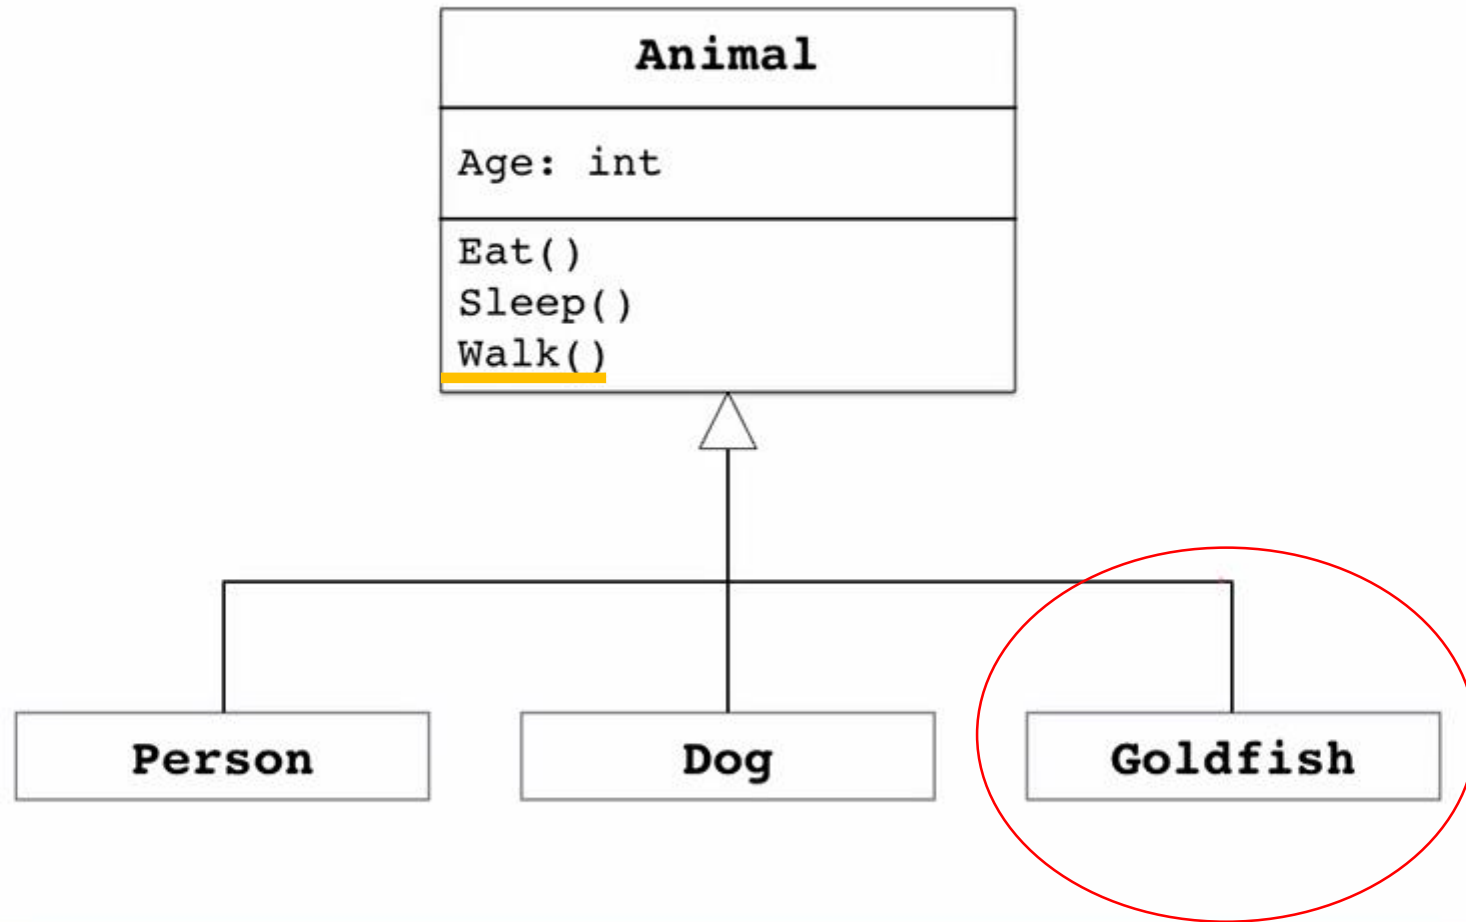 Animal
Age: int
Eat()
Sleep()
Walk()
Person
Dog
Goldfish